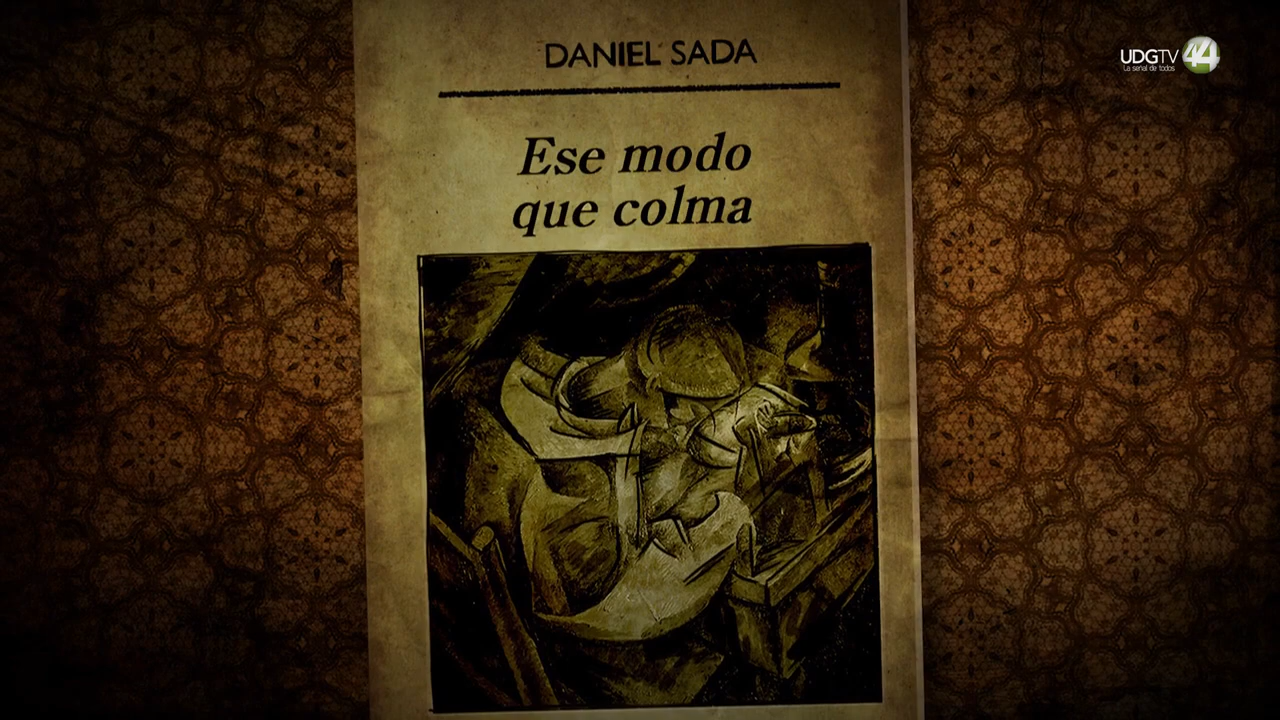 DANIEL SADA
Ese modo
que colma
UDGTV 44
La señal de todos